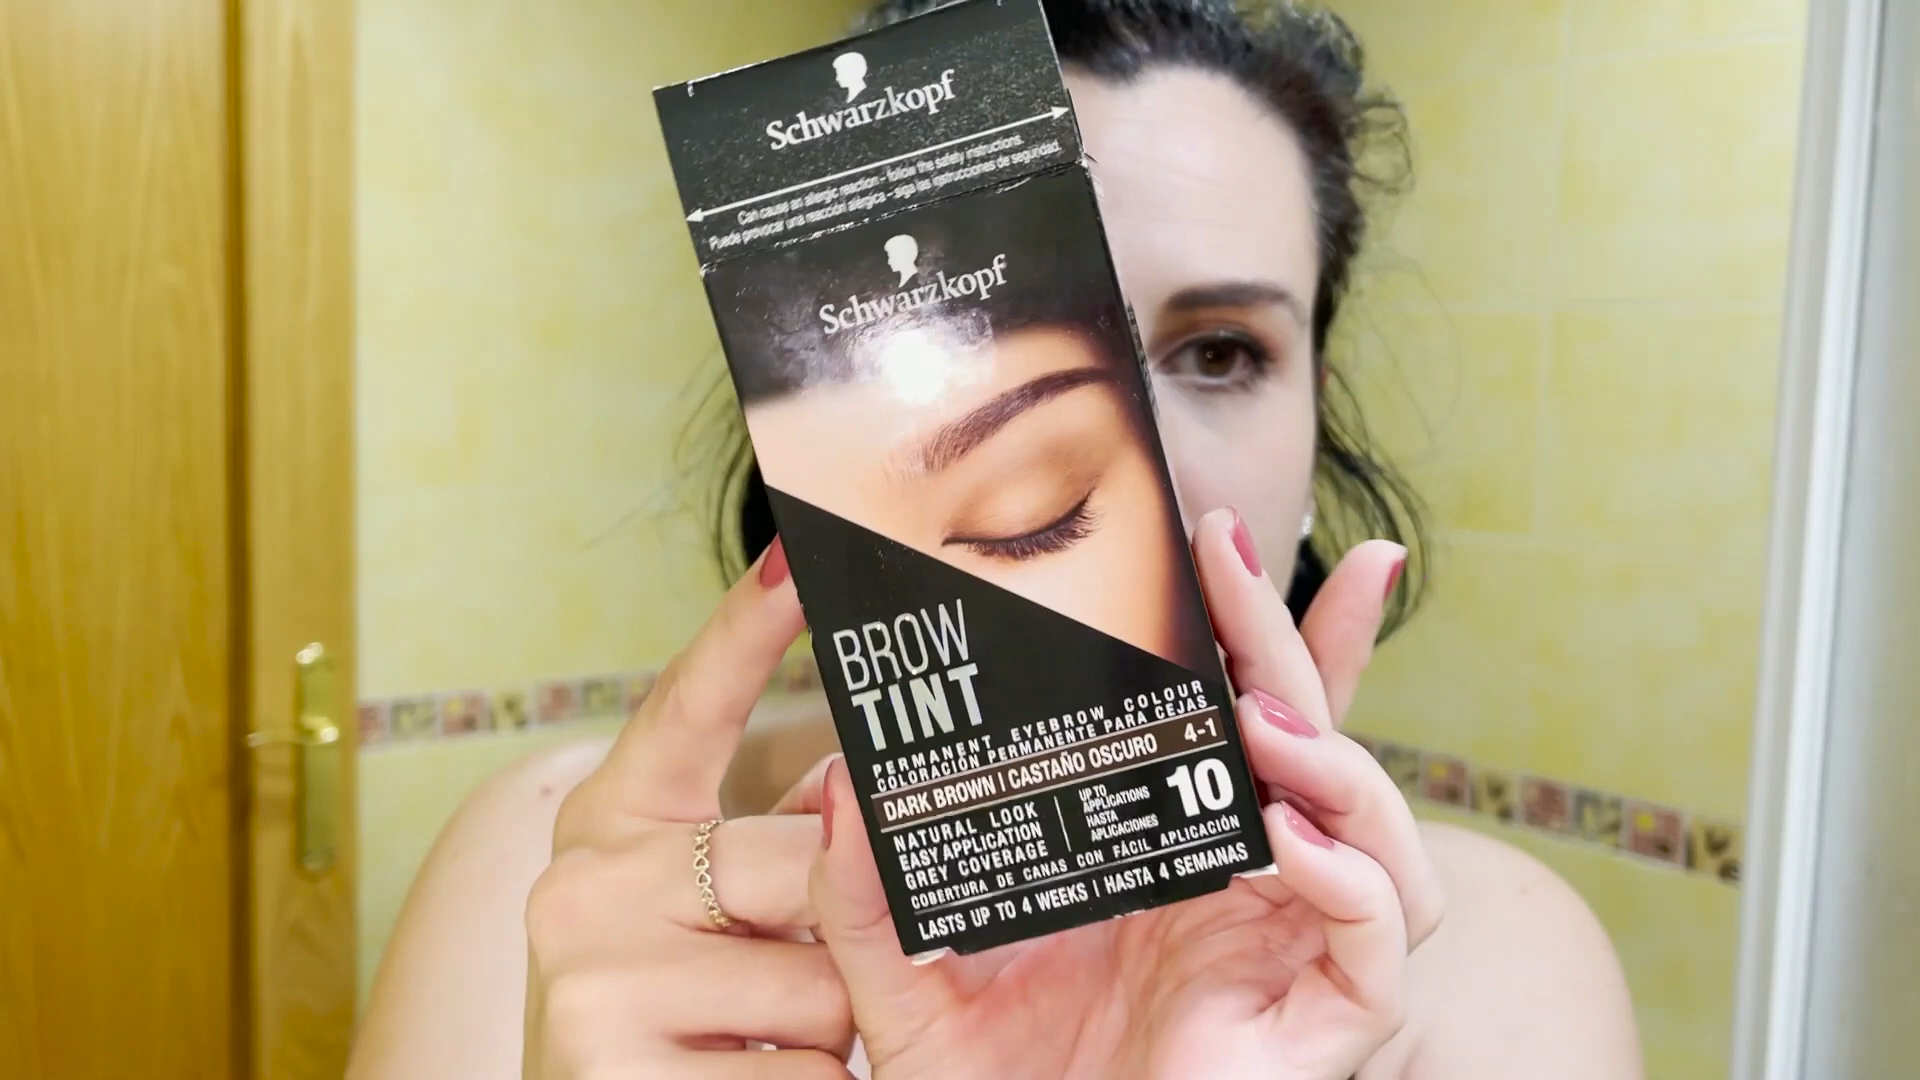 Schwarzkopf
Can cause an allergic reaction - follow the safety instructions.
Puede provocar una reacción alérgica - siga las instrucciones de seguridad.
Schwarzkopf
BROW
TINT
PERMANENT EYEBROW COLOUR
COLORACIÓN PERMANENTE PARA CEJAS
DARK BROWN | CASTAÑO OSCURO 4-1
NATURAL LOOK
EASY APPLICATION
GREY COVERAGE
UP TO
APPLICATIONS
HASTA
APLICACIONES
10
COBERTURA DE CANAS CON FÁCIL APLICACIÓN
LASTS UP TO 4 WEEKS | HASTA 4 SEMANAS